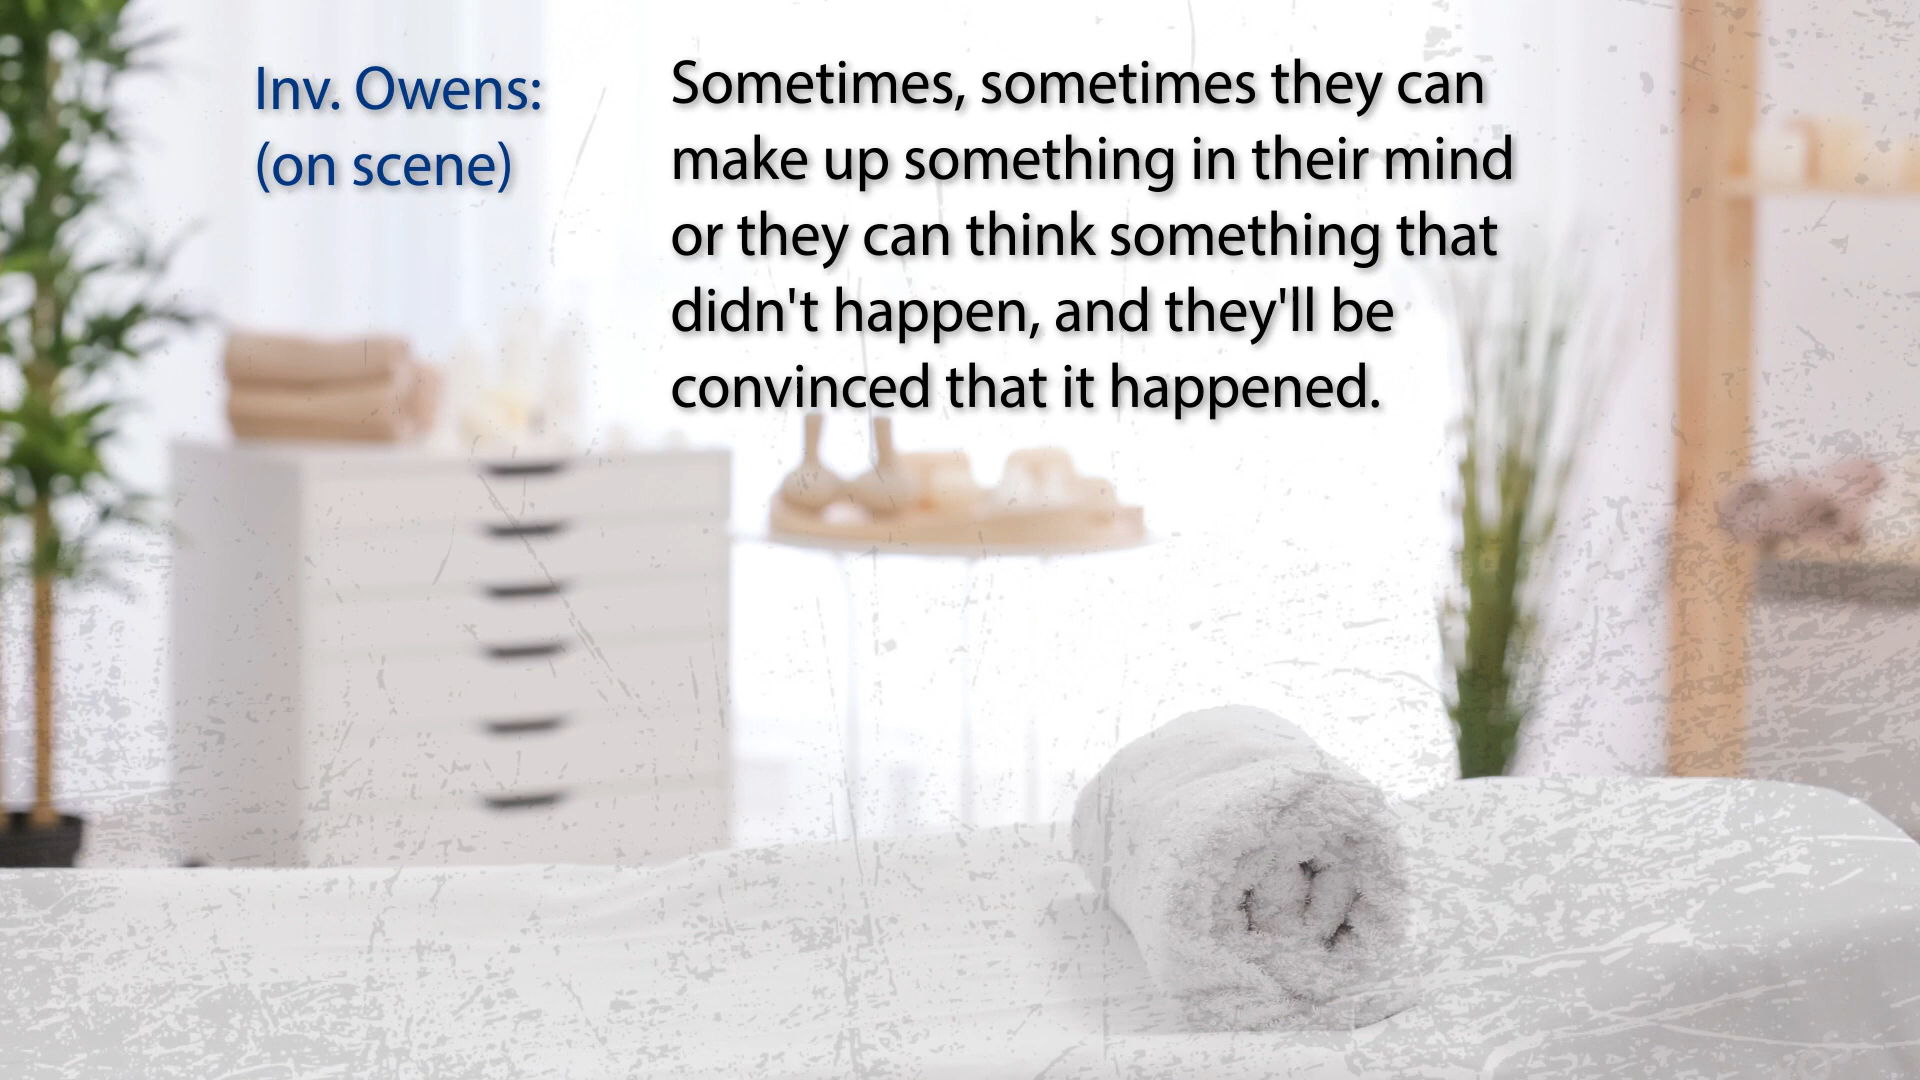 Inv. Owens:
(on scene)
Sometimes, sometimes they can
make up something in their mind
or they can think something that
didn't happen, and they'll be
convinced that it happened.